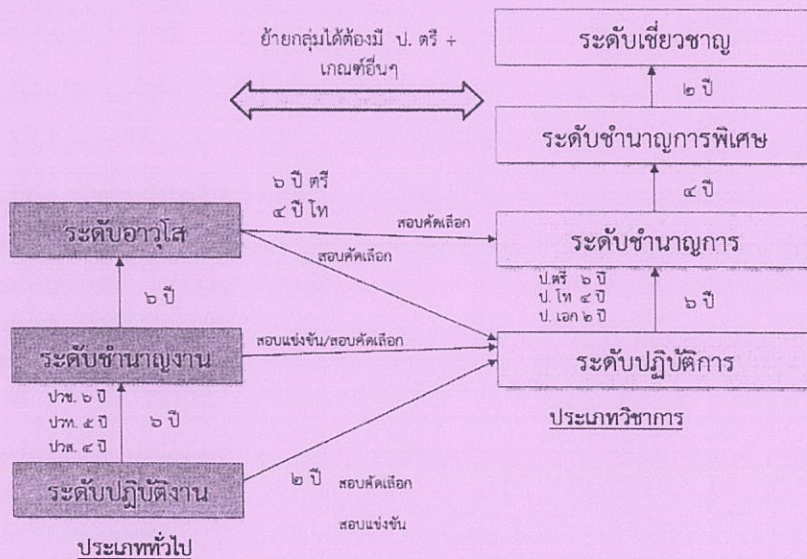 ย้ายกลุ่มได้ต้องมี ป. ตรี +
เกณฑ์อื่นๆ
ระดับเชี่ยวชาญ
๒ ปี
ระดับชำนาญการพิเศษ
๔ ปี
๖ ปี ตรี
๔ ปี โท
ระดับอาวุโส
สอบคัดเลือก
สอบคัดเลือก
ระดับชำนาญการ
๖ ปี
ป.ตรี ๖ ปี
ป. โท ๔ ปี
ป. เอก ๒ ปี
๖ ปี
ระดับชำนาญงาน
สอบแข่งขัน/สอบคัดเลือก
ระดับปฏิบัติการ
ปวช. ๖ ปี
ปวท. ๕ ปี
ปวส. ๔ ปี
๖ ปี
ประเภทวิชาการ
ระดับปฏิบัติงาน
๒ ปี สอบคัดเลือก
สอบแข่งขัน
ประเภททั่วไป